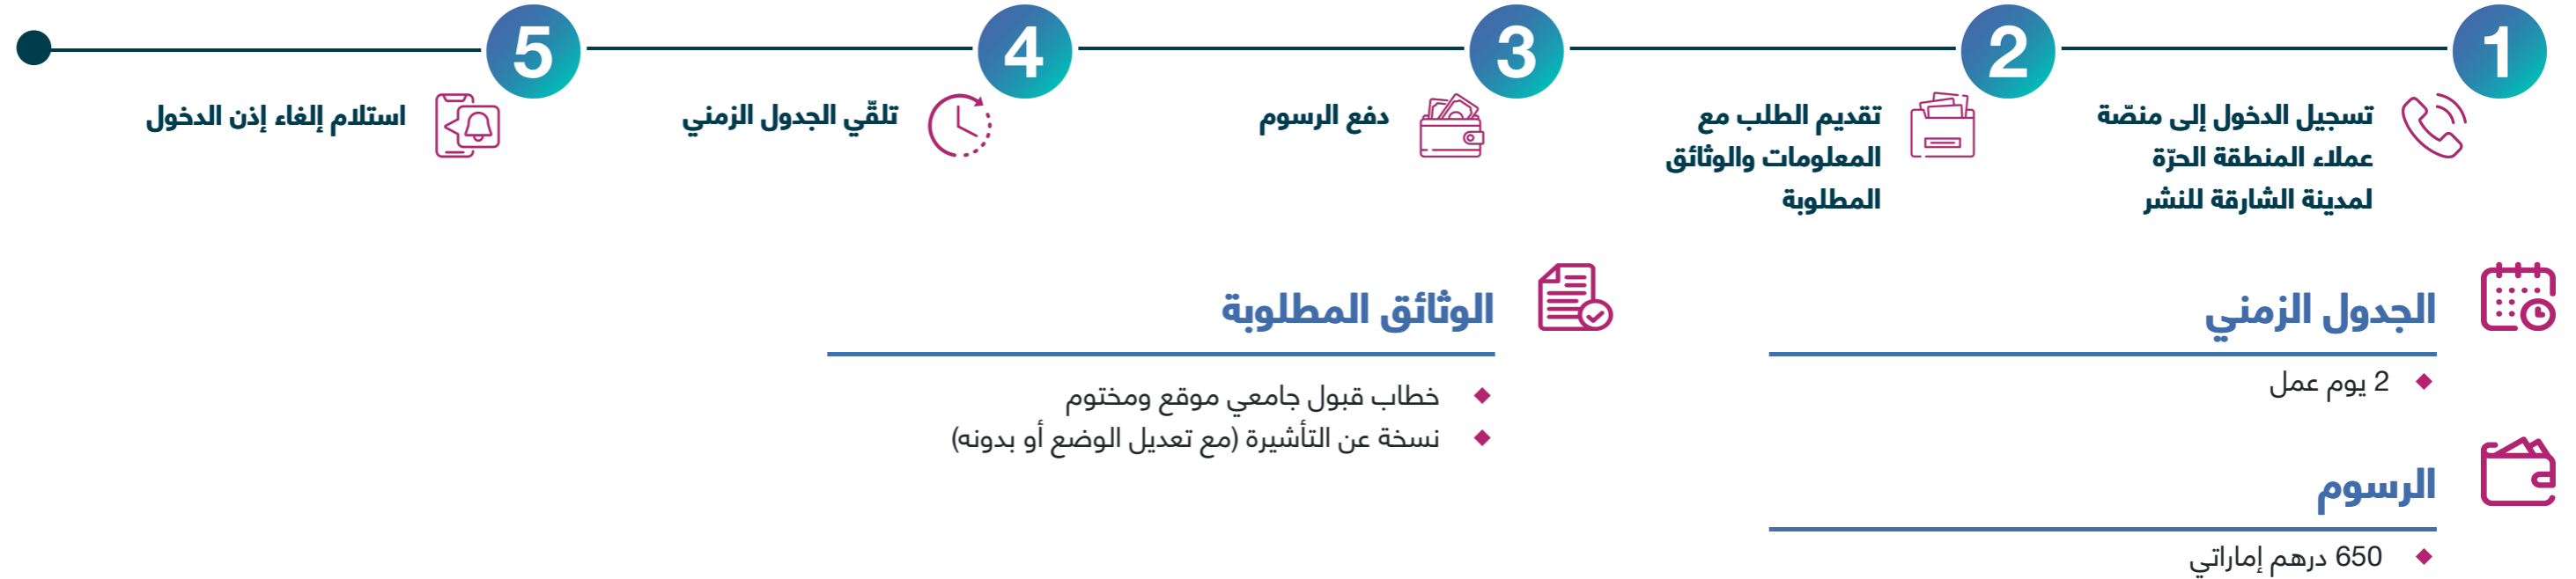 1
تسجيل الدخول إلى منصّة
عملاء المنطقة الحرّة
لمدينة الشارقة للنشر
2
تقديم الطلب مع
المعلومات والوثائق
المطلوبة
3
دفع الرسوم
4
تلقّي الجدول الزمني
5
استلام إلغاء إذن الدخول
الجدول الزمني
2 يوم عمل
الرسوم
650 درهم إماراتي
الوثائق المطلوبة
خطاب قبول جامعي موقع ومختوم
نسخة عن التأشيرة (مع تعديل الوضع أو بدونه)